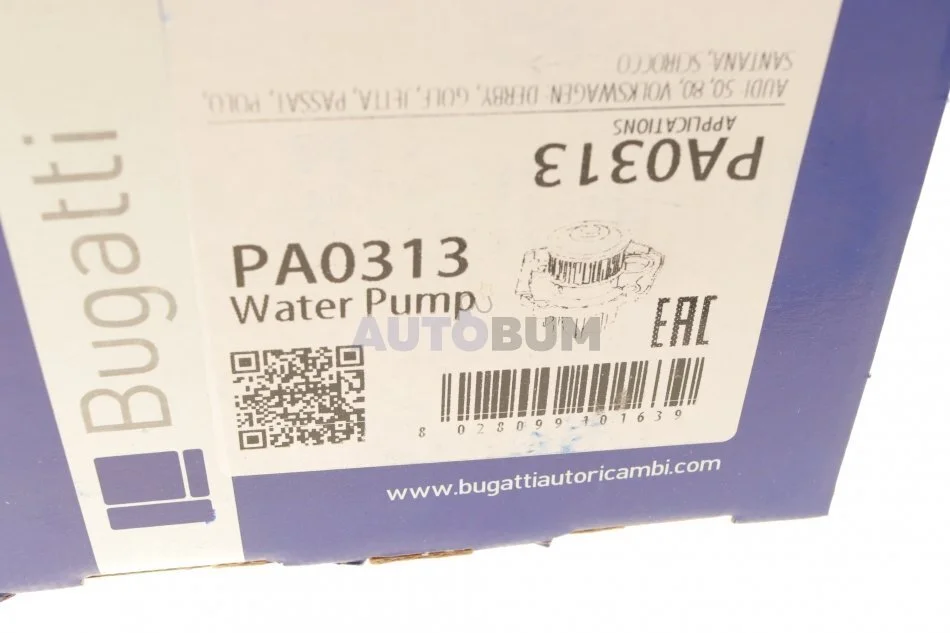 SANTANA, SCIROCCO
AUDI 50, 80, VOLKSWAGEN: DERBY, GOLF, JETTA, PASSAT, POLO,
APPLICATIONS
PA0313
Bugatti
PA0313
Water Pump
AUTOBUM
EAC
8 028099 101639
www.bugattiautoricambi.com